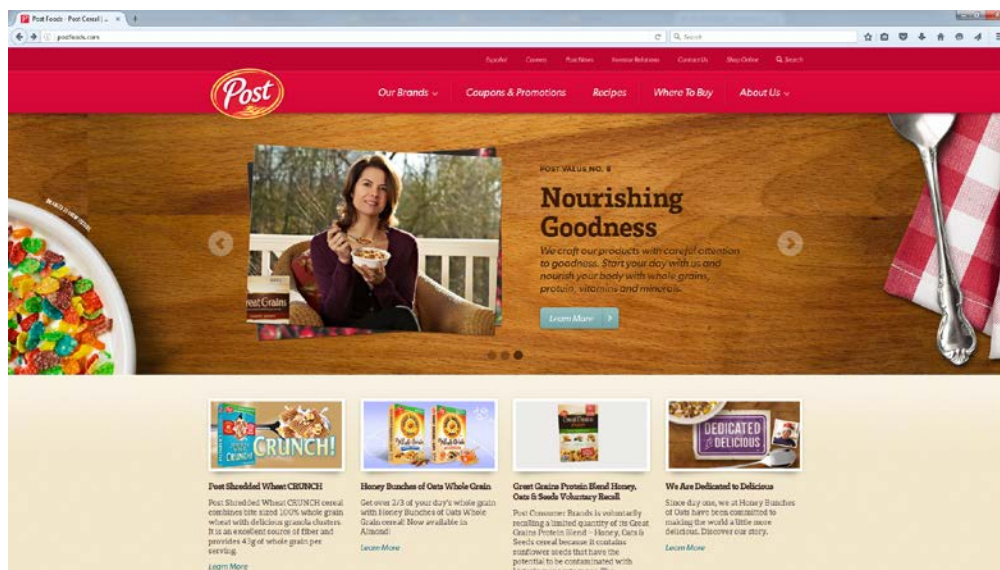 Post Foods - Post Cereal | ...
postfoods.com
Search
Español Careers Post News Investor Relations Contact Us Shop Online Search
Post
Our Brands Coupons & Promotions Recipes Where To Buy About Us
POST VALUE NO. 8
Nourishing
Goodness
We craft our products with careful attention
to goodness. Start your day with us and
nourish your body with whole grains,
protein, vitamins and minerals.
Learn More
Great Grains
CRUNCH!
DEDICATED
TO DELICIOUS
Post Shredded Wheat CRUNCH
Post Shredded Wheat CRUNCH cereal
combines bite sized 100% whole grain
wheat with delicious granola clusters.
It is an excellent source of fiber and
provides 43g of whole grain per
serving.
Learn More
Honey Bunches of Oats Whole Grain
Get over 2/3 of your day's whole grain
with Honey Bunches of Oats Whole
Grain cereal! Now available in
Almond!
Learn More
Great Grains Protein Blend Honey,
Oats & Seeds Voluntary Recall
Post Consumer Brands is voluntarily
recalling a limited quantity of its Great
Grains Protein Blend – Honey, Oats &
Seeds cereal because it contains
sunflower seeds that have the
potential to be contaminated with
We Are Dedicated to Delicious
Since day one, we at Honey Bunches
of Oats have been committed to
making the world a little more
delicious. Discover our story.
Learn More